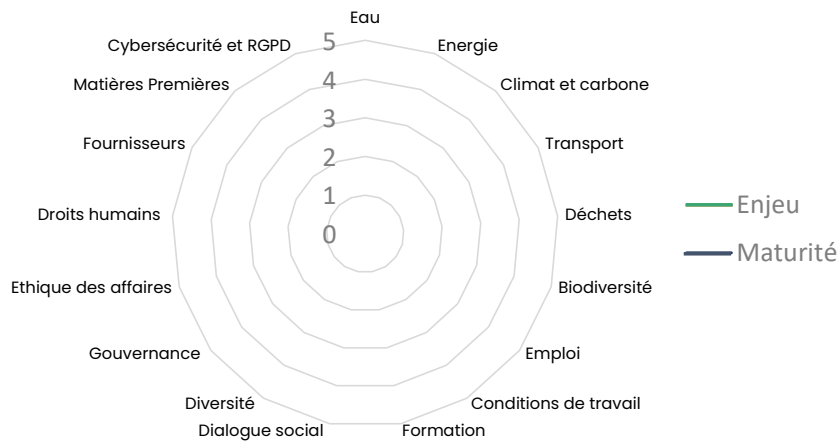 Eau
Energie
Climat et carbone
Transport
Déchets
Biodiversité
Emploi
Conditions de travail
Formation
Dialogue social
Diversité
Gouvernance
Ethique des affaires
Droits humains
Fournisseurs
Matières Premières
Cybersécurité et RGPD
5
4
3
2
1
0
Enjeu
Maturité